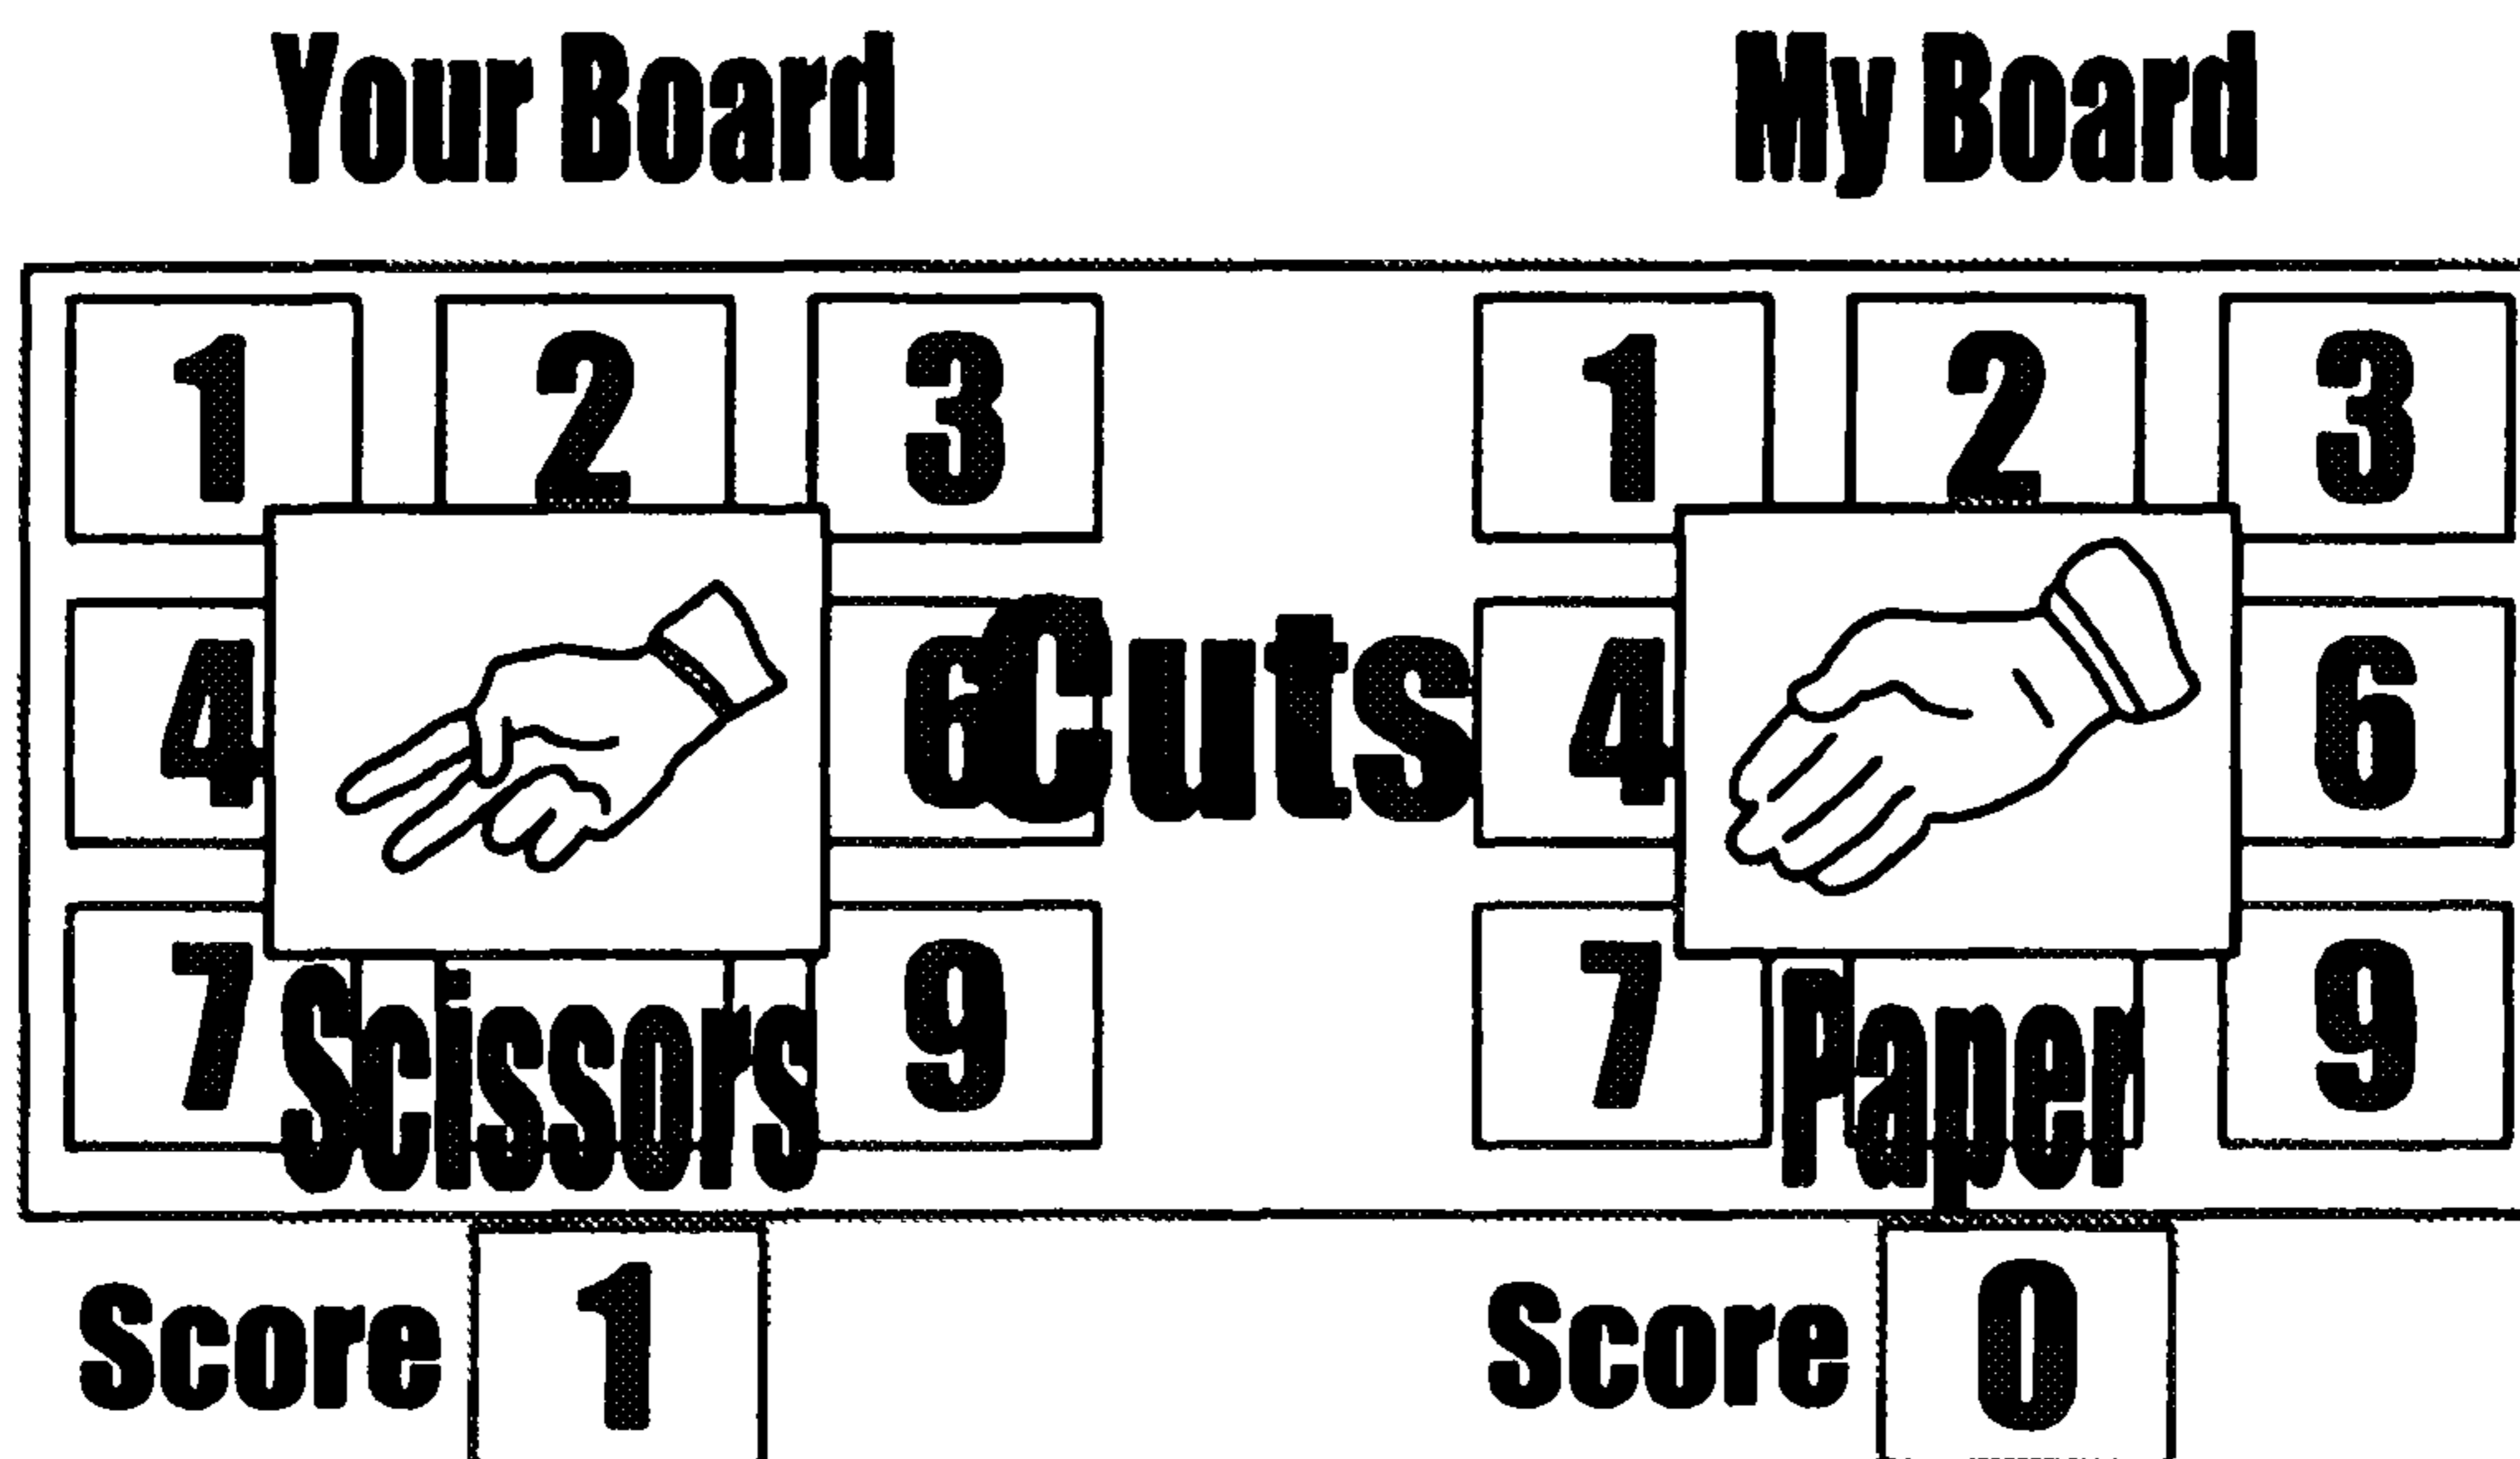 Your Board My Board
1 2 3 1 2 3
4 6 Cuts 4 6
7 9 7 9
Scissors Paper
Score 1 Score 0